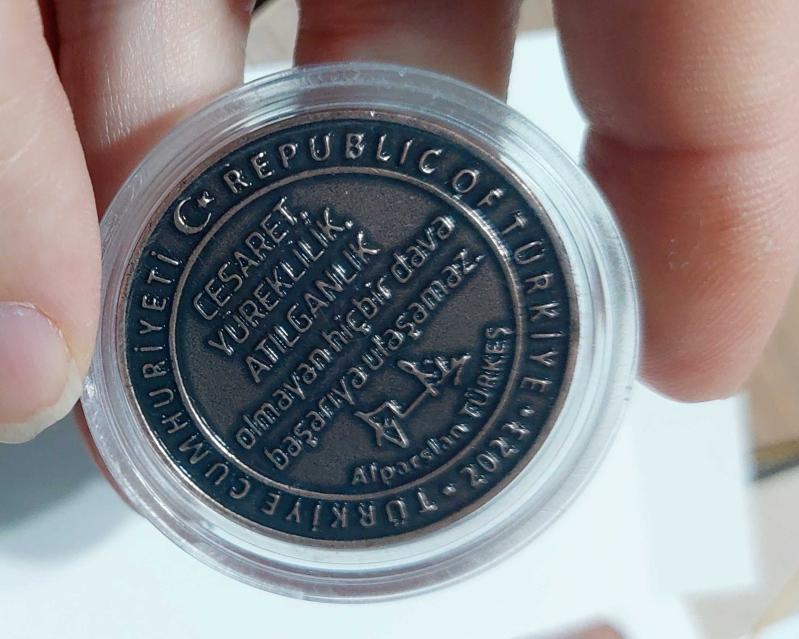 REPUBLIC OF TÜRKİYE • 2023 • TÜRKİYE CUMHURİYETİ
CESARET,
YÜREKLİLİK,
ATILGANLIK
olmayan hiçbir dava
başarıya ulaşamaz.
Alparslan TÜRKEŞ